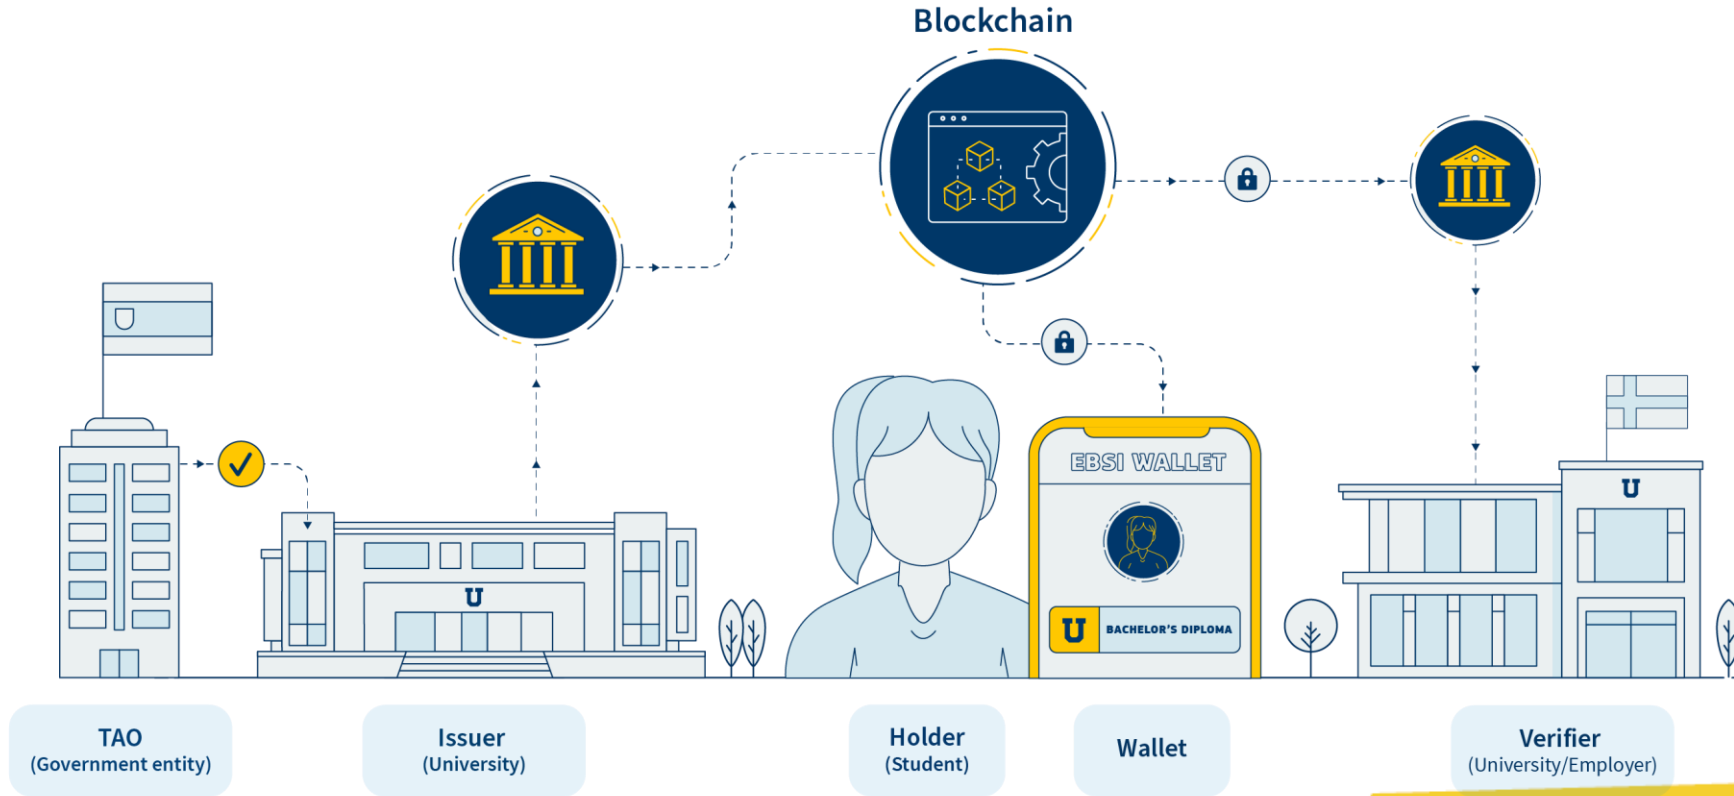 Blockchain
EBSI WALLET
U
U
U
BACHELOR'S DIPLOMA
TAO
(Government entity)
Issuer
(University)
Holder
(Student)
Wallet
Verifier
(University/Employer)